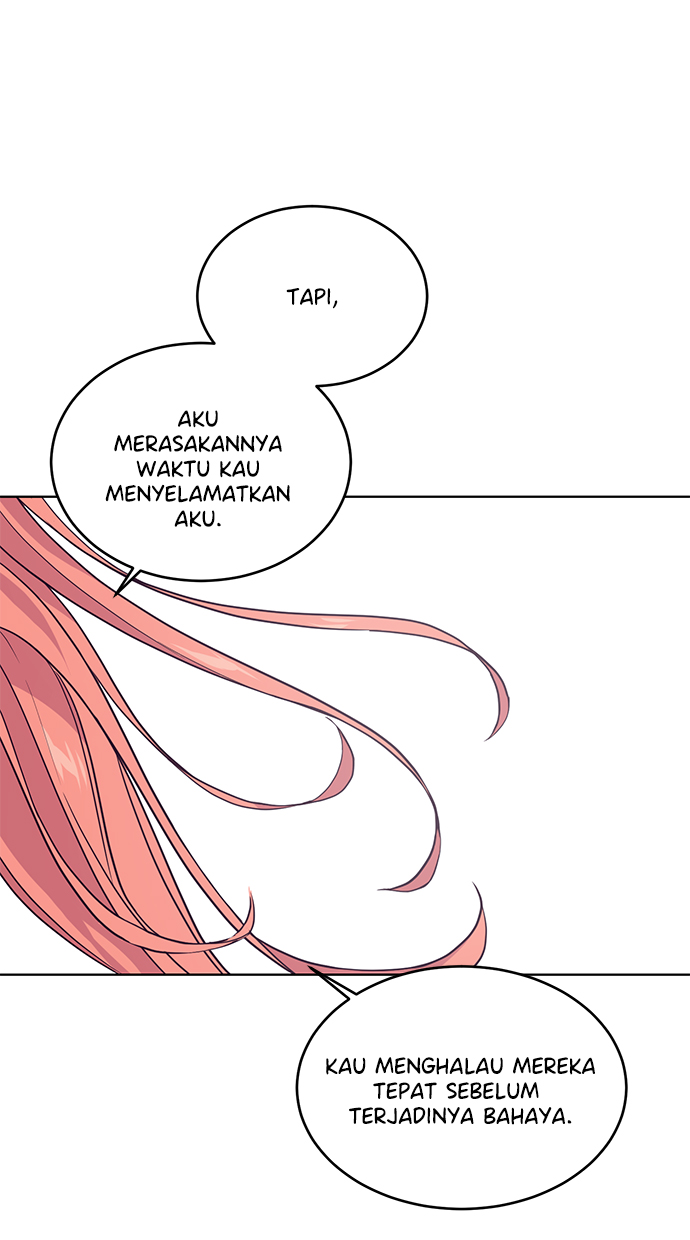 TAPI,
AKU
MERASAKANNYA
WAKTU KAU
MENYELAMATKAN
AKU.
KAU MENGHALAU MEREKA
TEPAT SEBELUM
TERJADINYA BAHAYA.